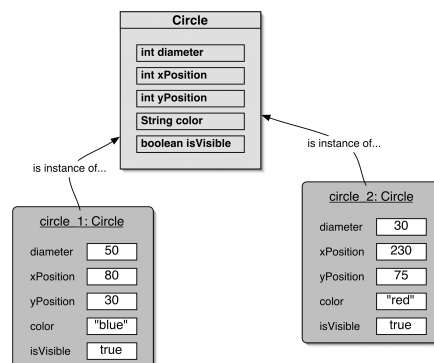 Circle
int diameter
int xPosition
int yPosition
String color
boolean isVisible
is instance of...
is instance of...
circle_1: Circle
diameter 50
xPosition 80
yPosition 30
color "blue"
isVisible true
circle_2: Circle
diameter 30
xPosition 230
yPosition 75
color "red"
isVisible true